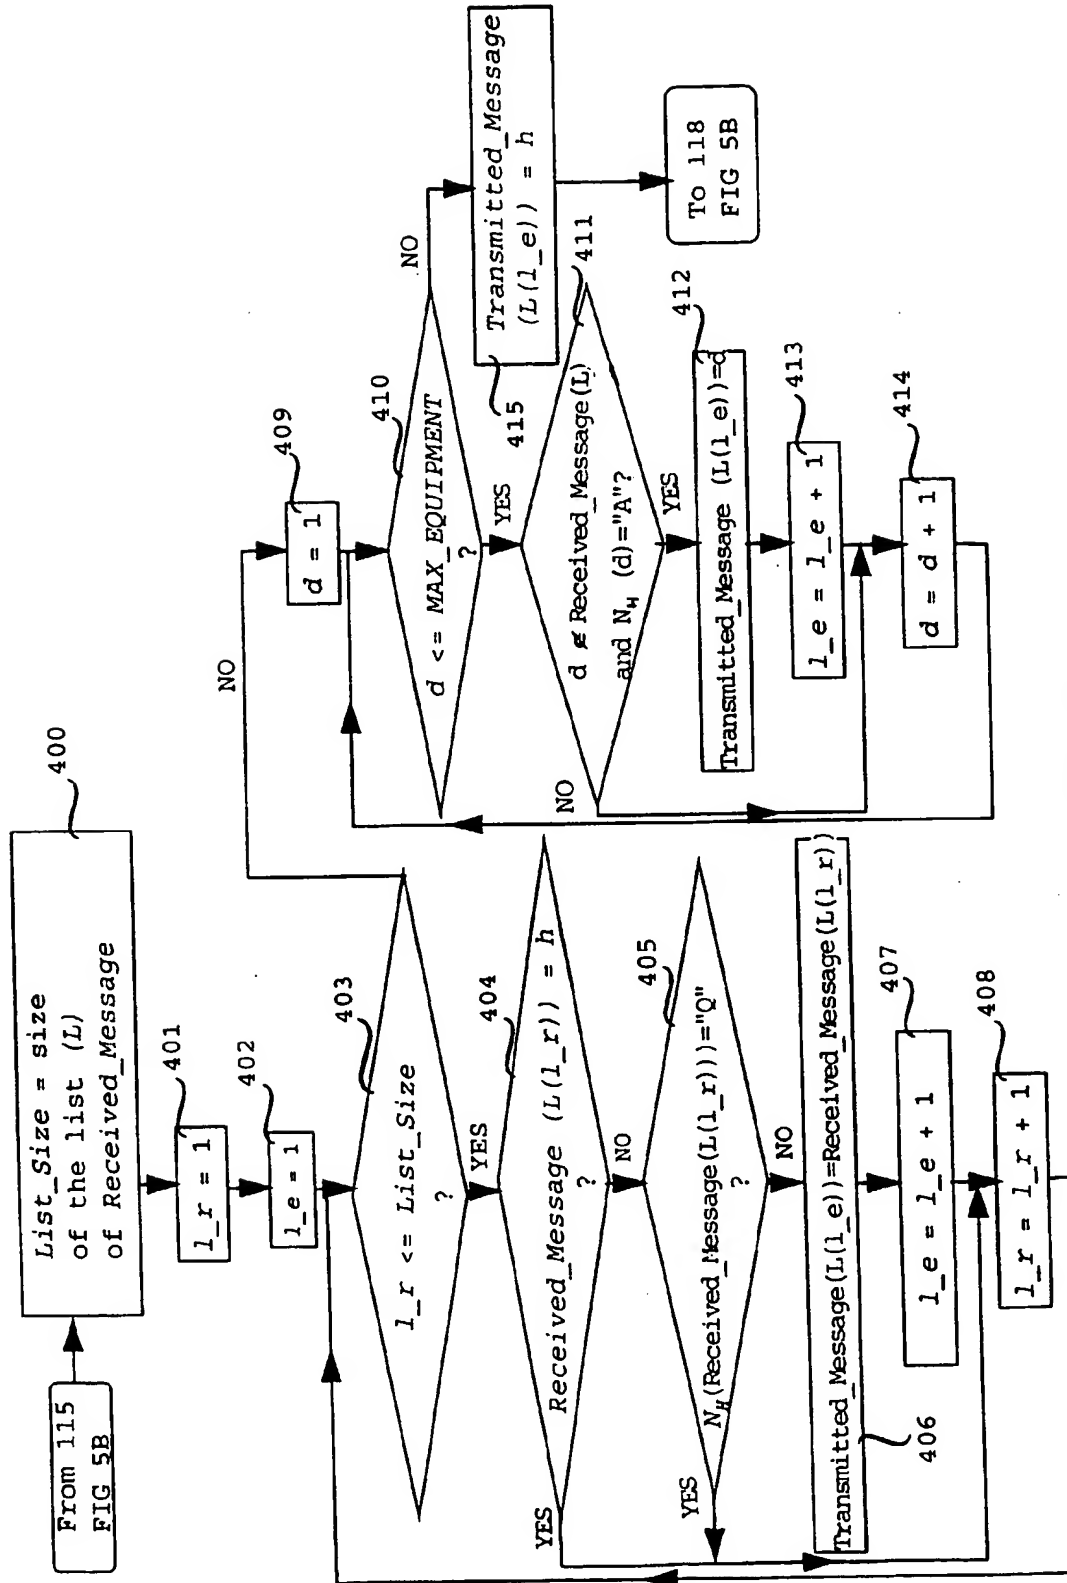 From 115
FIG 5B
List_Size = size
of the list (L)
of Received_Message
400
l_r = 1
401
l_e = 1
402
l_r <= List_Size
?
403
YES
NO
Received_Message (L(l_r)) = h
?
404
YES
NO
N_H(Received_Message(L(l_r)))="Q"
?
405
YES
NO
Transmitted_Message(L(l_e))=Received_Message(L(l_r))
406
l_e = l_e + 1
407
l_r = l_r + 1
408
d = 1
409
d <= MAX_EQUIPMENT
?
410
NO
YES
Transmitted_Message
(L(l_e)) = h
415
To 118
FIG 5B
d ∉ Received_Message(L)
and N_H (d)="A"?
411
NO
YES
Transmitted_Message (L(l_e))=d
412
l_e = l_e + 1
413
d = d + 1
414